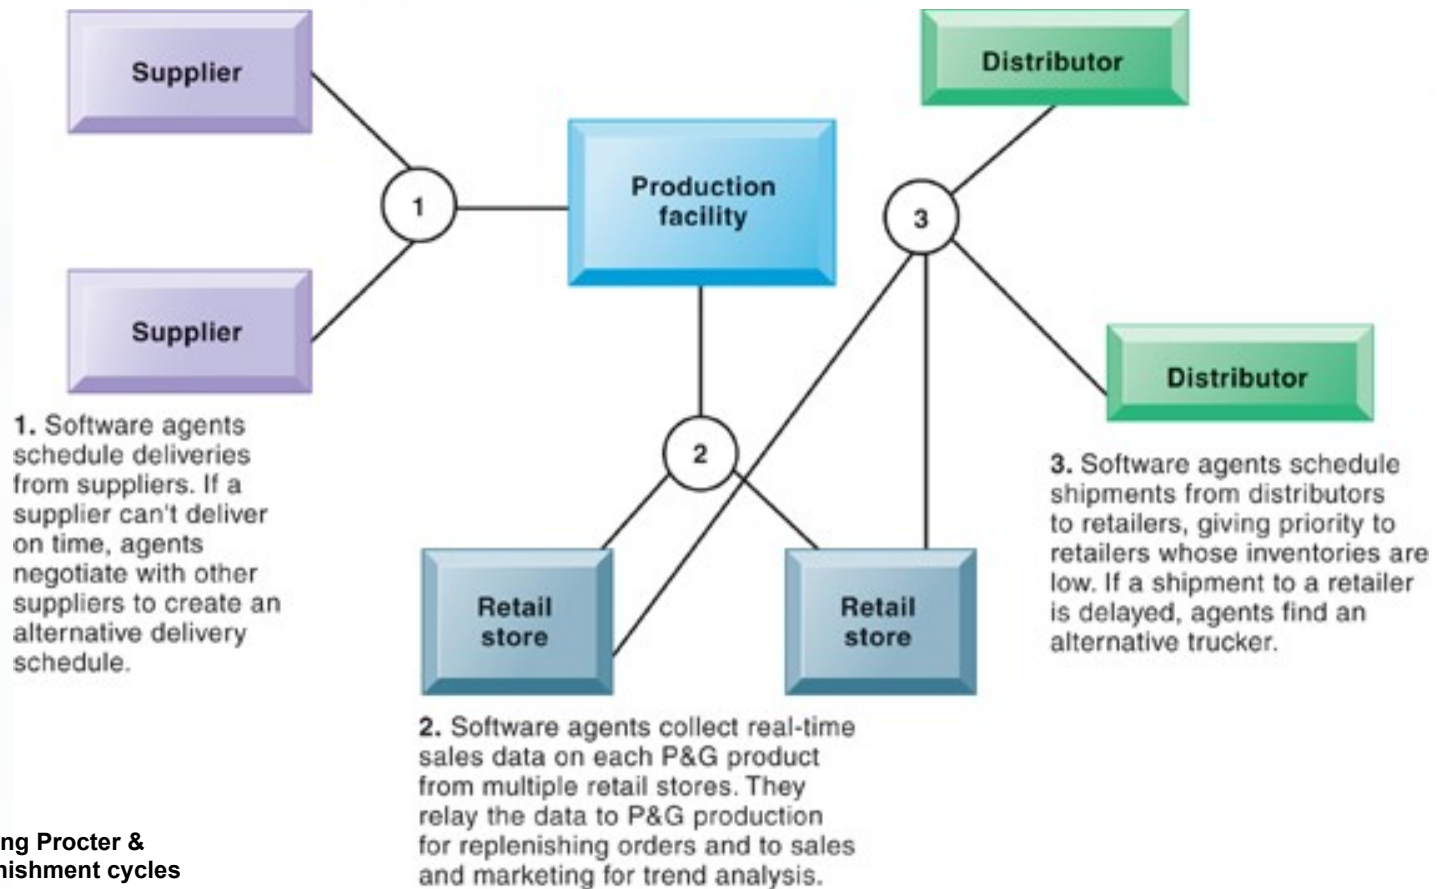 Supplier
Distributor
Production
facility
1
3
Supplier
Distributor
1. Software agents
schedule deliveries
from suppliers. If a
supplier can't deliver
on time, agents
negotiate with other
suppliers to create an
alternative delivery
schedule.
2
3. Software agents schedule
shipments from distributors
to retailers, giving priority to
retailers whose inventories are
low. If a shipment to a retailer
is delayed, agents find an
alternative trucker.
Retail
store
Retail
store
2. Software agents collect real-time
sales data on each P&G product
from multiple retail stores. They
relay the data to P&G production
for replenishing orders and to sales
and marketing for trend analysis.
ng Procter &
nishment cycles